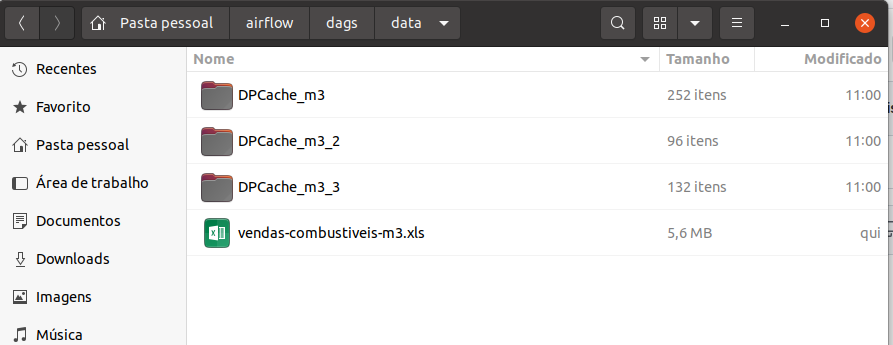 Pasta pessoal airflow dags data
Nome Tamanho Modificado
Recentes
Favorito
Pasta pessoal
Área de trabalho
Documentos
Downloads
Imagens
Música
DPCache_m3 252 itens 11:00
DPCache_m3_2 96 itens 11:00
DPCache_m3_3 132 itens 11:00
vendas-combustiveis-m3.xls 5,6 MB qui